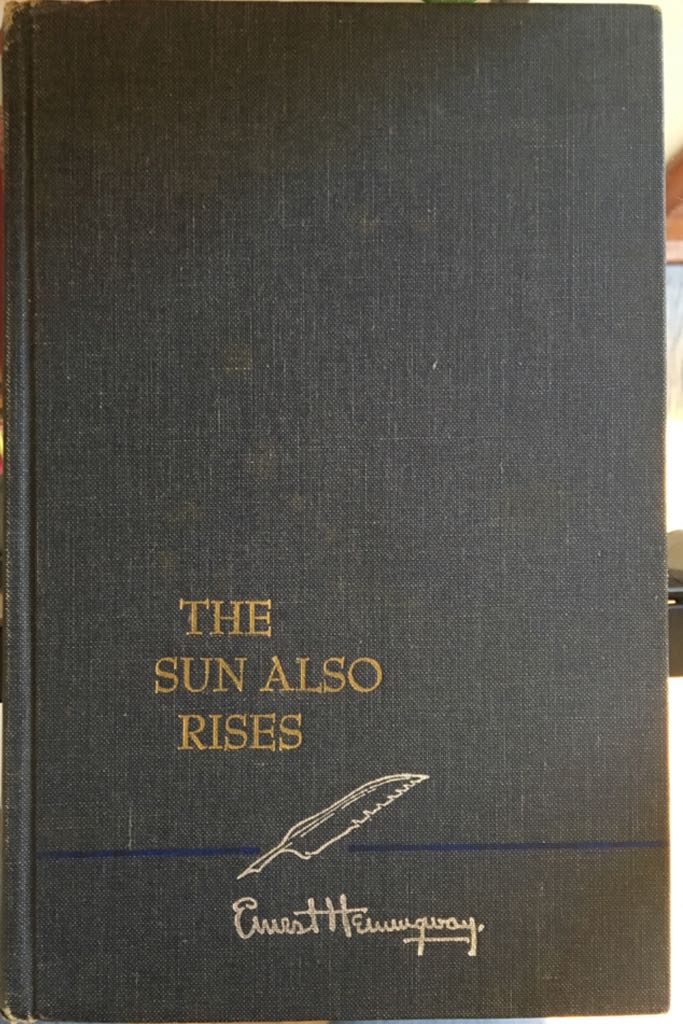 THE
SUN ALSO
RISES
Ernest Hemingway.